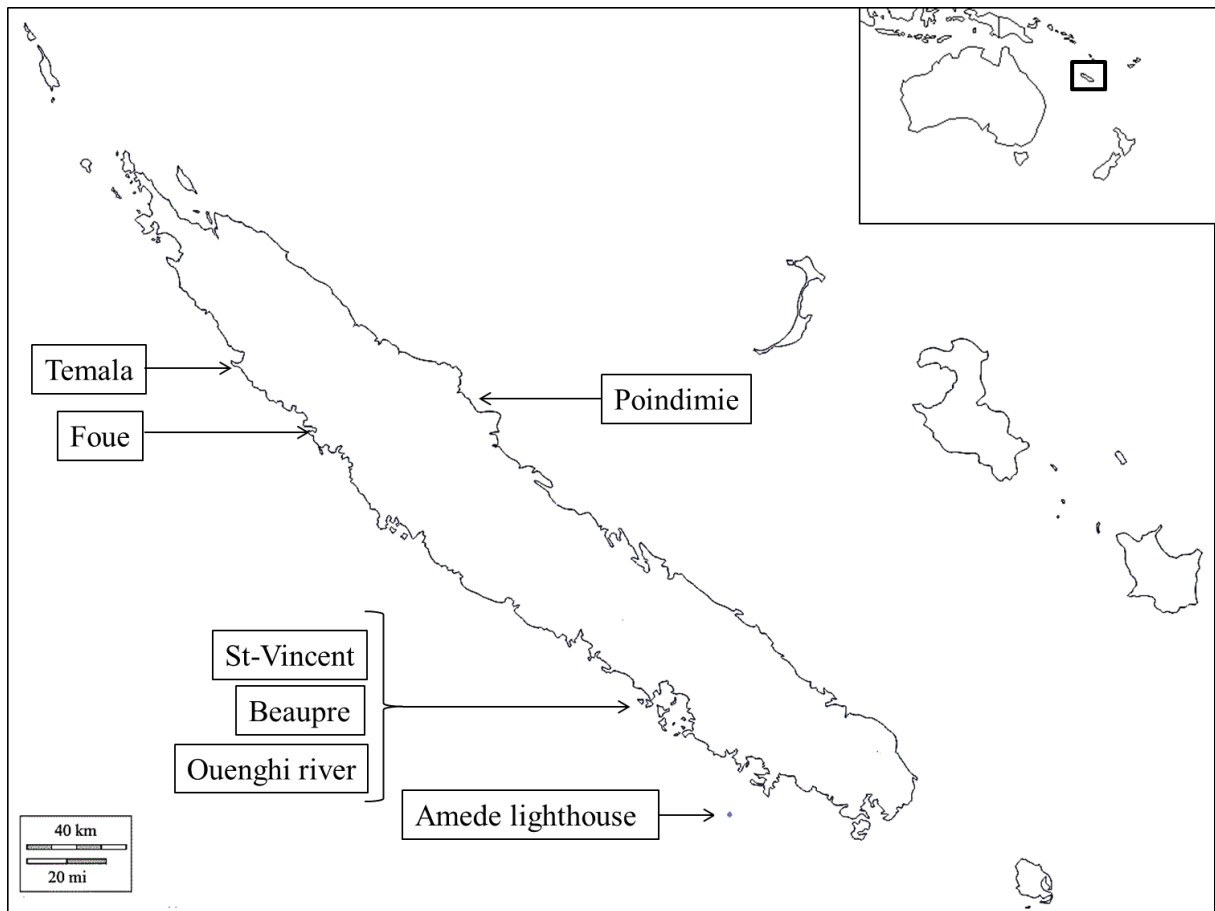 Temala
Poindimie
Foue
St-Vincent
Beaupre
Ouenghi river
Amede lighthouse
40 km
20 mi